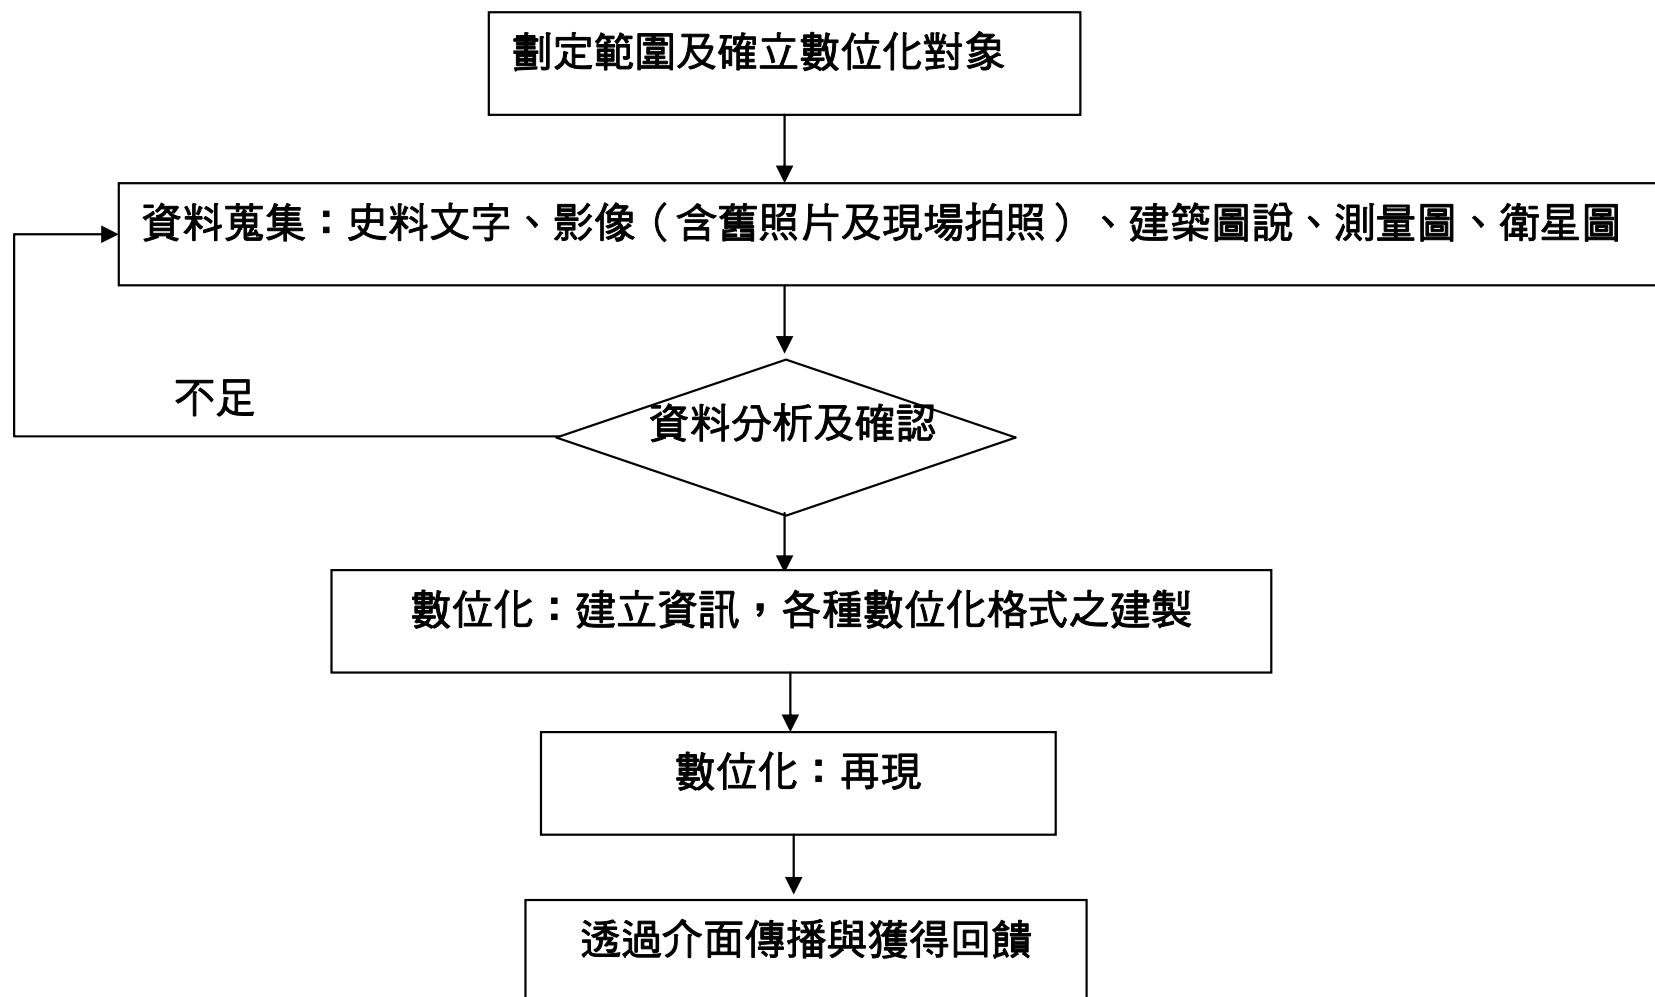 劃定範圍及確立數位化對象
資料蒐集：史料文字、影像（含舊照片及現場拍照）、建築圖說、測量圖、衛星圖
不足
資料分析及確認
數位化：建立資訊，各種數位化格式之建製
數位化：再現
透過介面傳播與獲得回饋